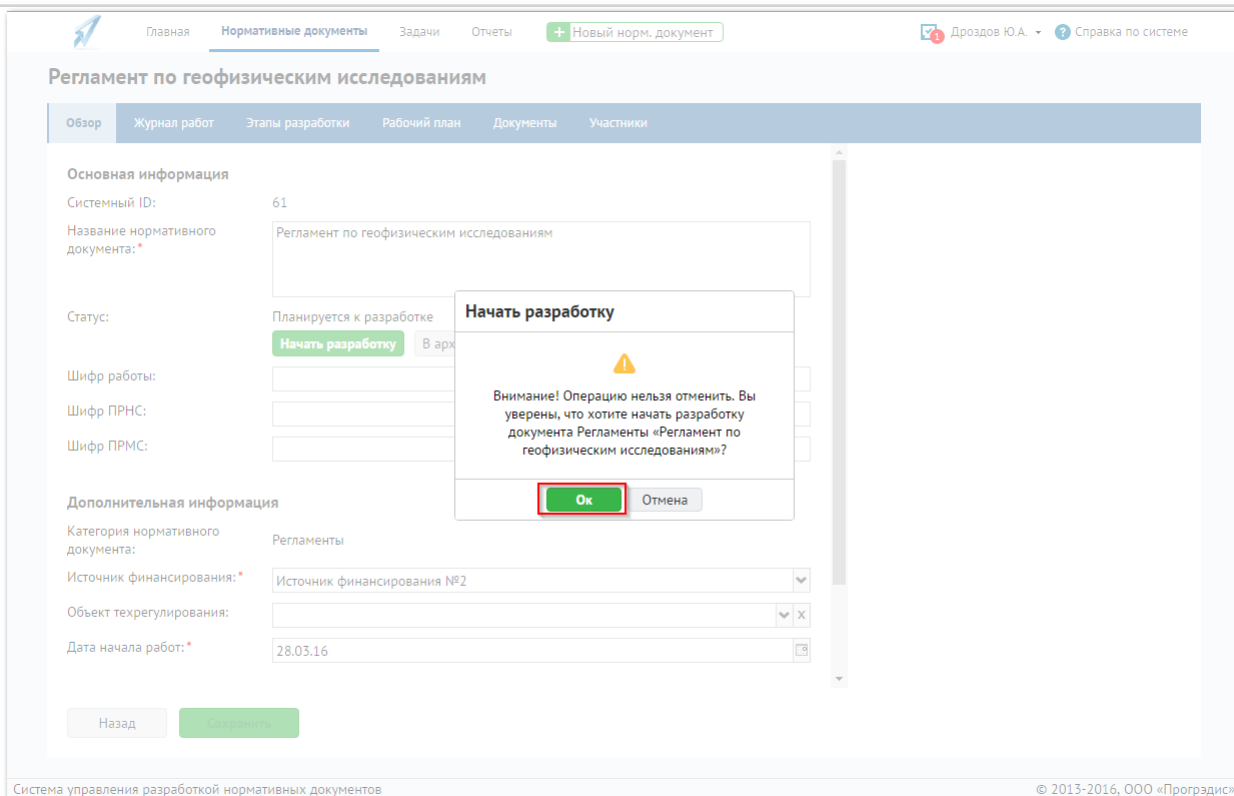 Главная Нормативные документы Задачи Отчеты + Новый норм. документ 1 Дроздов Ю.А. ? Справка по системе
Регламент по геофизическим исследованиям
Обзор Журнал работ Этапы разработки Рабочий план Документы Участники
Основная информация
Системный ID: 61
Название нормативного
документа:*
Регламент по геофизическим исследованиям
Статус: Планируется к разработке
Начать разработку В арх
Шифр работы:
Шифр ПРНС:
Шифр ПРМС:
Начать разработку
Внимание! Операцию нельзя отменить. Вы
уверены, что хотите начать разработку
документа Регламенты «Регламент по
геофизическим исследованиям»?
Ок Отмена
Дополнительная информация
Категория нормативного
документа:
Регламенты
Источник финансирования:* Источник финансирования №2
Объект техрегулирования: X
Дата начала работ:* 28.03.16
Назад Сохранить
Система управления разработкой нормативных документов © 2013-2016, ООО «Прогрэдис»